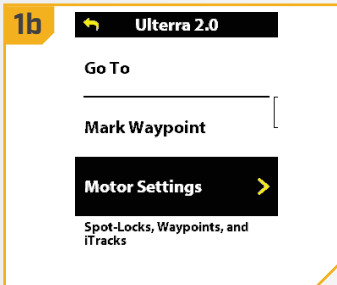 1b
Ulterra 2.0
Go To
Mark Waypoint
Motor Settings
Spot-Locks, Waypoints, and
iTracks